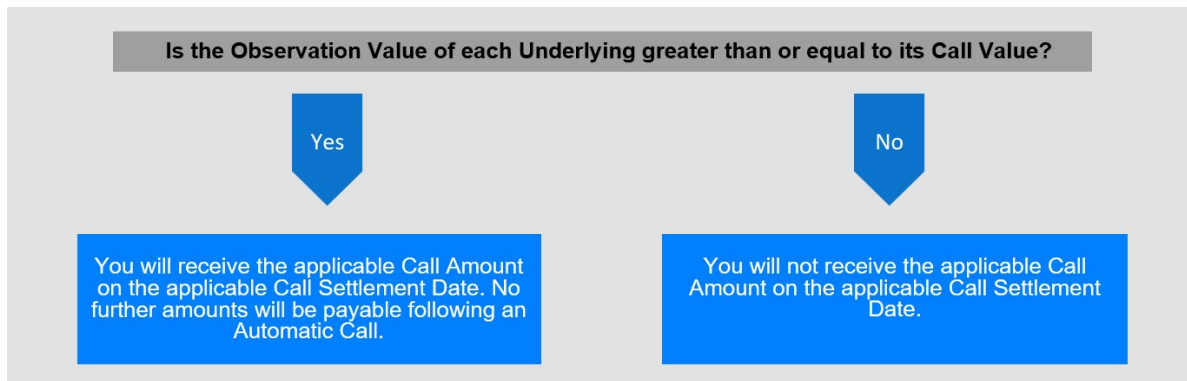 Is the Observation Value of each Underlying greater than or equal to its Call Value?
Yes
No
You will receive the applicable Call Amount
on the applicable Call Settlement Date. No
further amounts will be payable following an
Automatic Call.
You will not receive the applicable Call
Amount on the applicable Call Settlement
Date.